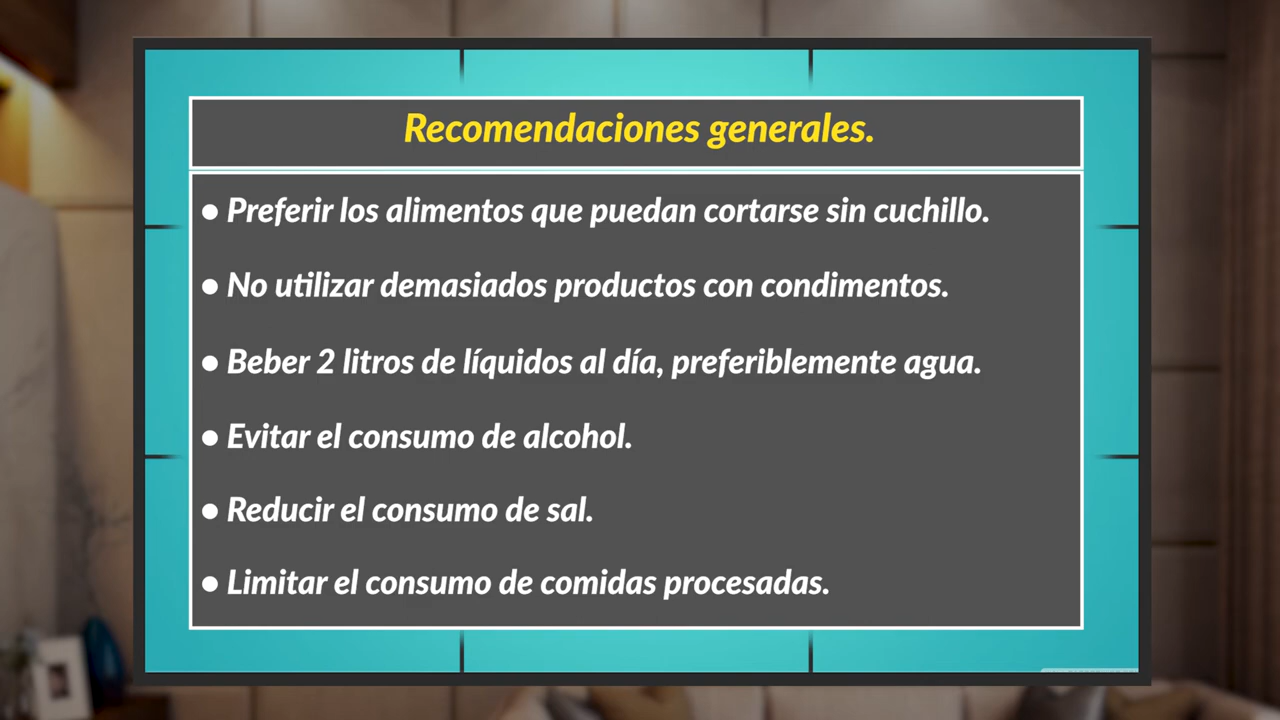 Recomendaciones generales.
● Preferir los alimentos que puedan cortarse sin cuchillo.
● No utilizar demasiados productos con condimentos.
● Beber 2 litros de líquidos al día, preferiblemente agua.
● Evitar el consumo de alcohol.
● Reducir el consumo de sal.
● Limitar el consumo de comidas procesadas.